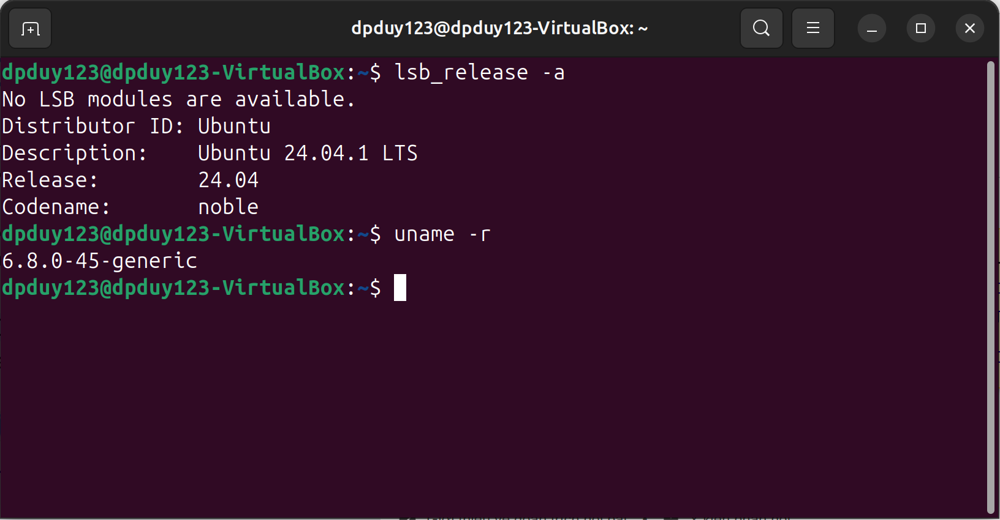 dpduy123@dpduy123-VirtualBox: ~
dpduy123@dpduy123-VirtualBox:~$ lsb_release -a
No LSB modules are available.
Distributor ID: Ubuntu
Description:    Ubuntu 24.04.1 LTS
Release:        24.04
Codename:       noble
dpduy123@dpduy123-VirtualBox:~$ uname -r
6.8.0-45-generic
dpduy123@dpduy123-VirtualBox:~$